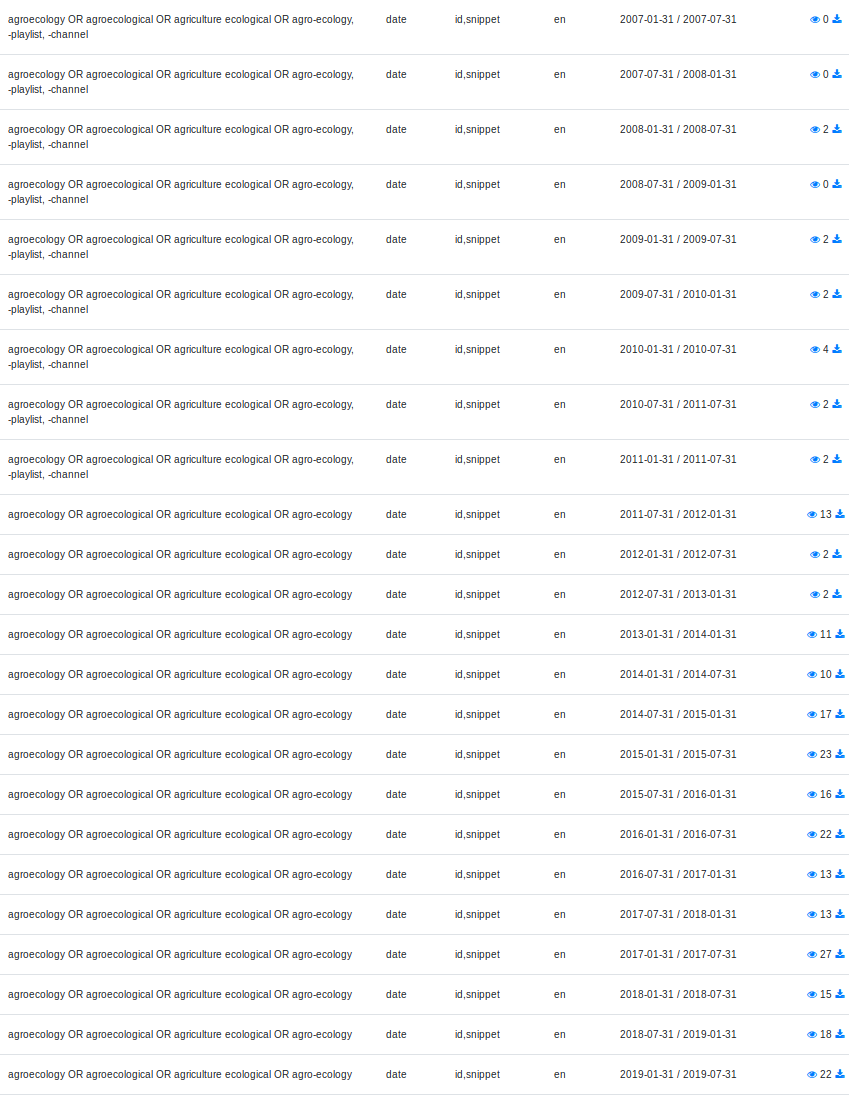 agroecology OR agroecological OR agriculture ecological OR agro-ecology, date id,snippet en 2007-01-31 / 2007-07-31 0
-playlist, -channel
agroecology OR agroecological OR agriculture ecological OR agro-ecology, date id,snippet en 2007-07-31 / 2008-01-31 0
-playlist, -channel
agroecology OR agroecological OR agriculture ecological OR agro-ecology, date id,snippet en 2008-01-31 / 2008-07-31 2
-playlist, -channel
agroecology OR agroecological OR agriculture ecological OR agro-ecology, date id,snippet en 2008-07-31 / 2009-01-31 0
-playlist, -channel
agroecology OR agroecological OR agriculture ecological OR agro-ecology, date id,snippet en 2009-01-31 / 2009-07-31 2
-playlist, -channel
agroecology OR agroecological OR agriculture ecological OR agro-ecology, date id,snippet en 2009-07-31 / 2010-01-31 2
-playlist, -channel
agroecology OR agroecological OR agriculture ecological OR agro-ecology, date id,snippet en 2010-01-31 / 2010-07-31 4
-playlist, -channel
agroecology OR agroecological OR agriculture ecological OR agro-ecology, date id,snippet en 2010-07-31 / 2011-07-31 2
-playlist, -channel
agroecology OR agroecological OR agriculture ecological OR agro-ecology, date id,snippet en 2011-01-31 / 2011-07-31 2
-playlist, -channel
agroecology OR agroecological OR agriculture ecological OR agro-ecology date id,snippet en 2011-07-31 / 2012-01-31 13
agroecology OR agroecological OR agriculture ecological OR agro-ecology date id,snippet en 2012-01-31 / 2012-07-31 2
agroecology OR agroecological OR agriculture ecological OR agro-ecology date id,snippet en 2012-07-31 / 2013-01-31 2
agroecology OR agroecological OR agriculture ecological OR agro-ecology date id,snippet en 2013-01-31 / 2014-01-31 11
agroecology OR agroecological OR agriculture ecological OR agro-ecology date id,snippet en 2014-01-31 / 2014-07-31 10
agroecology OR agroecological OR agriculture ecological OR agro-ecology date id,snippet en 2014-07-31 / 2015-01-31 17
agroecology OR agroecological OR agriculture ecological OR agro-ecology date id,snippet en 2015-01-31 / 2015-07-31 23
agroecology OR agroecological OR agriculture ecological OR agro-ecology date id,snippet en 2015-07-31 / 2016-01-31 16
agroecology OR agroecological OR agriculture ecological OR agro-ecology date id,snippet en 2016-01-31 / 2016-07-31 22
agroecology OR agroecological OR agriculture ecological OR agro-ecology date id,snippet en 2016-07-31 / 2017-01-31 13
agroecology OR agroecological OR agriculture ecological OR agro-ecology date id,snippet en 2017-07-31 / 2018-01-31 13
agroecology OR agroecological OR agriculture ecological OR agro-ecology date id,snippet en 2017-01-31 / 2017-07-31 27
agroecology OR agroecological OR agriculture ecological OR agro-ecology date id,snippet en 2018-01-31 / 2018-07-31 15
agroecology OR agroecological OR agriculture ecological OR agro-ecology date id,snippet en 2018-07-31 / 2019-01-31 18
agroecology OR agroecological OR agriculture ecological OR agro-ecology date id,snippet en 2019-01-31 / 2019-07-31 22